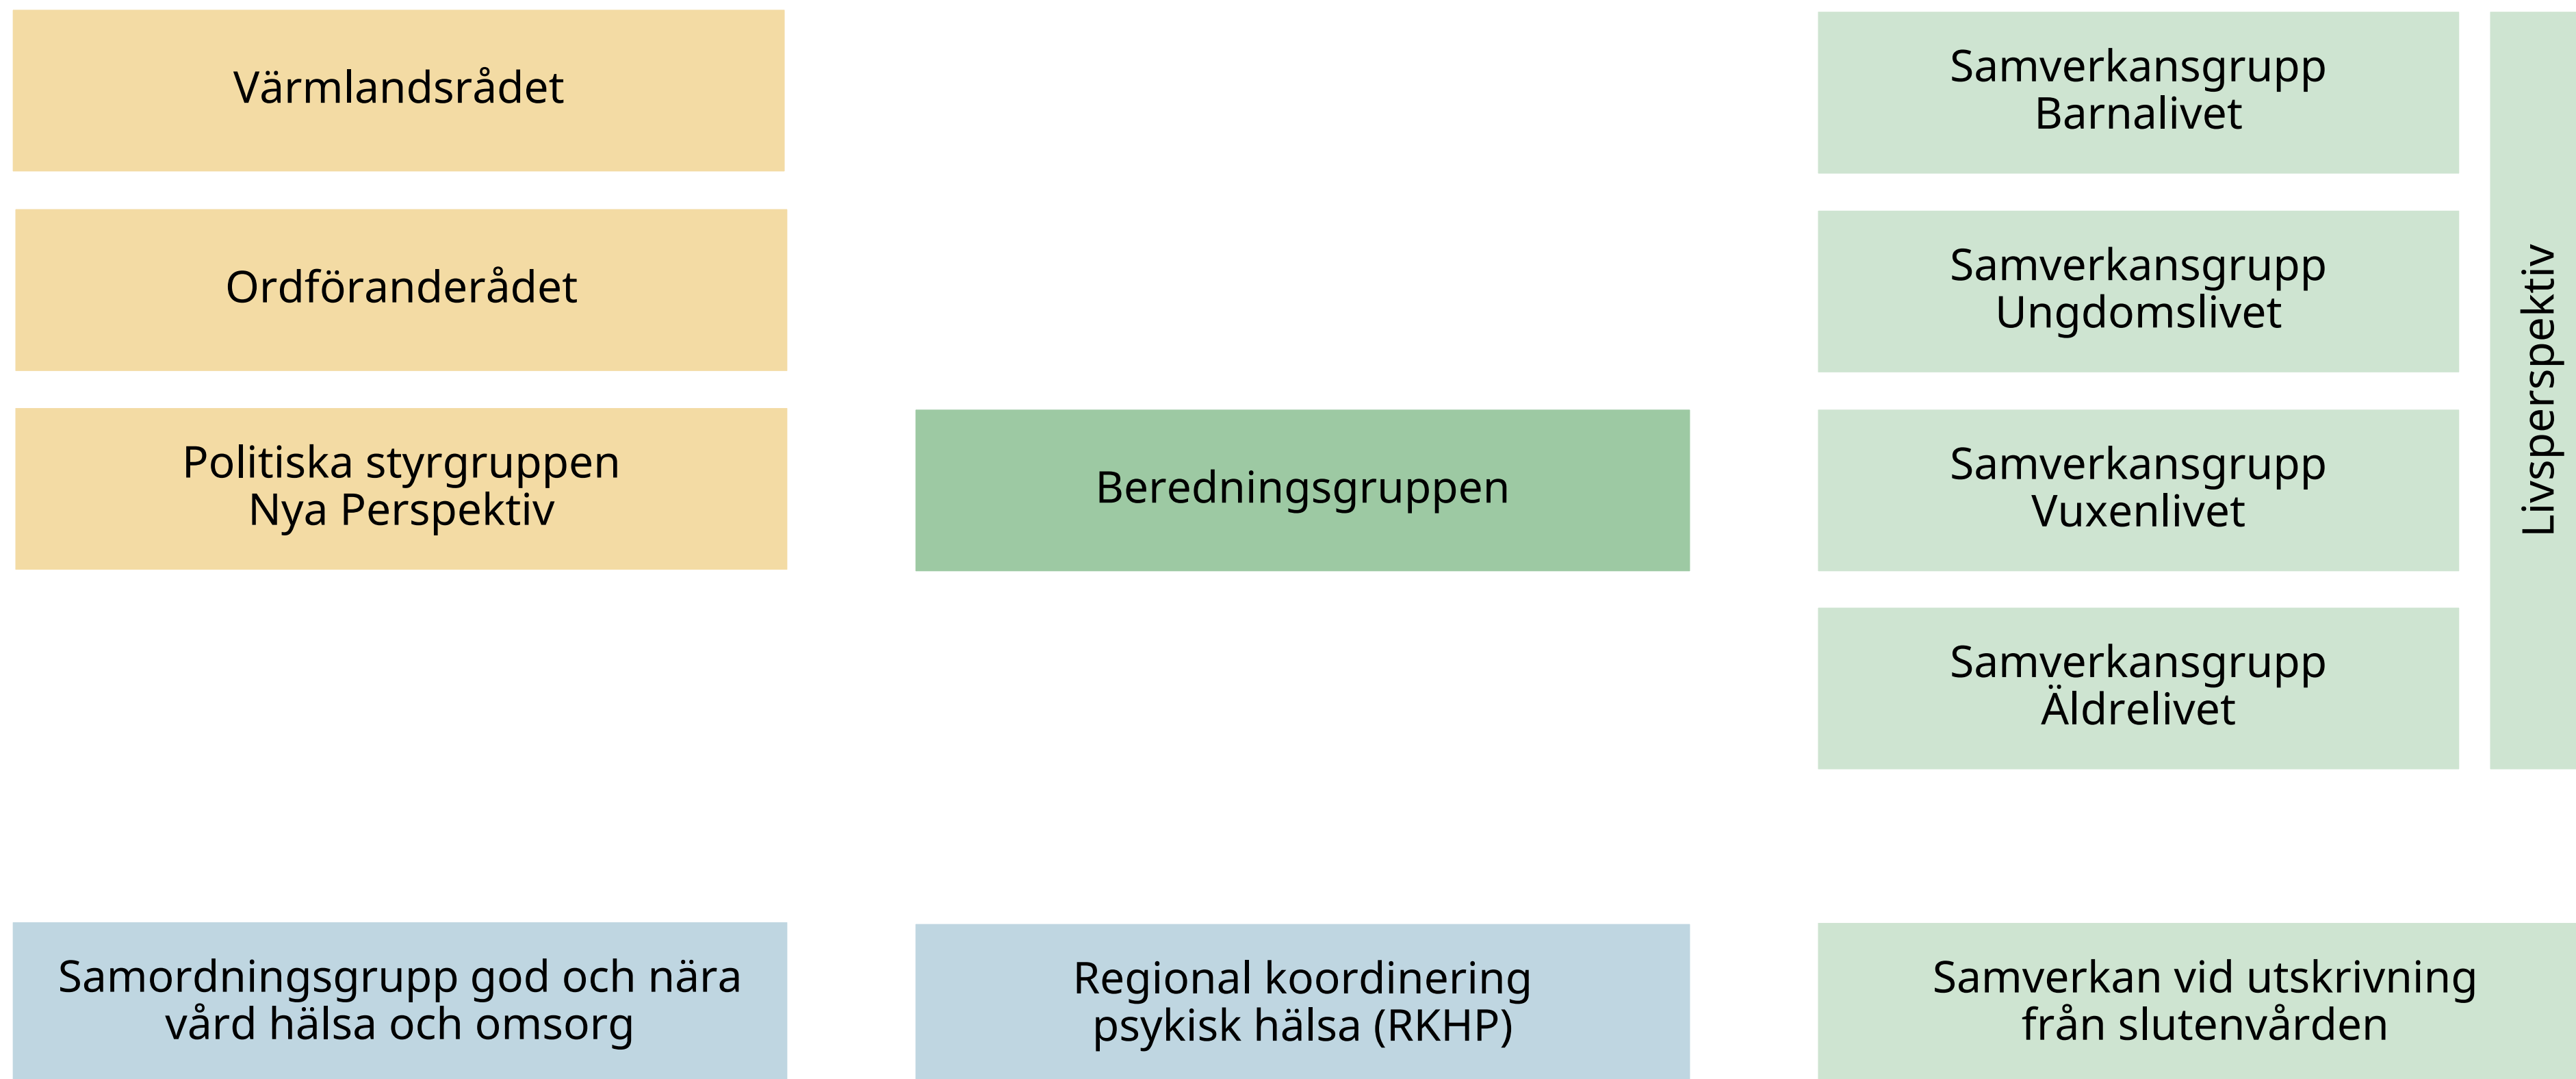 Värmlandsrådet
Ordföranderådet
Politiska styrgruppen
Nya Perspektiv
Beredningsgruppen
Samverkansgrupp
Barnalivet
Samverkansgrupp
Ungdomslivet
Samverkansgrupp
Vuxenlivet
Samverkansgrupp
Äldrelivet
Livsperspektiv
Samordningsgrupp god och nära
vård hälsa och omsorg
Regional koordinering
psykisk hälsa (RKHP)
Samverkan vid utskrivning
från slutenvården